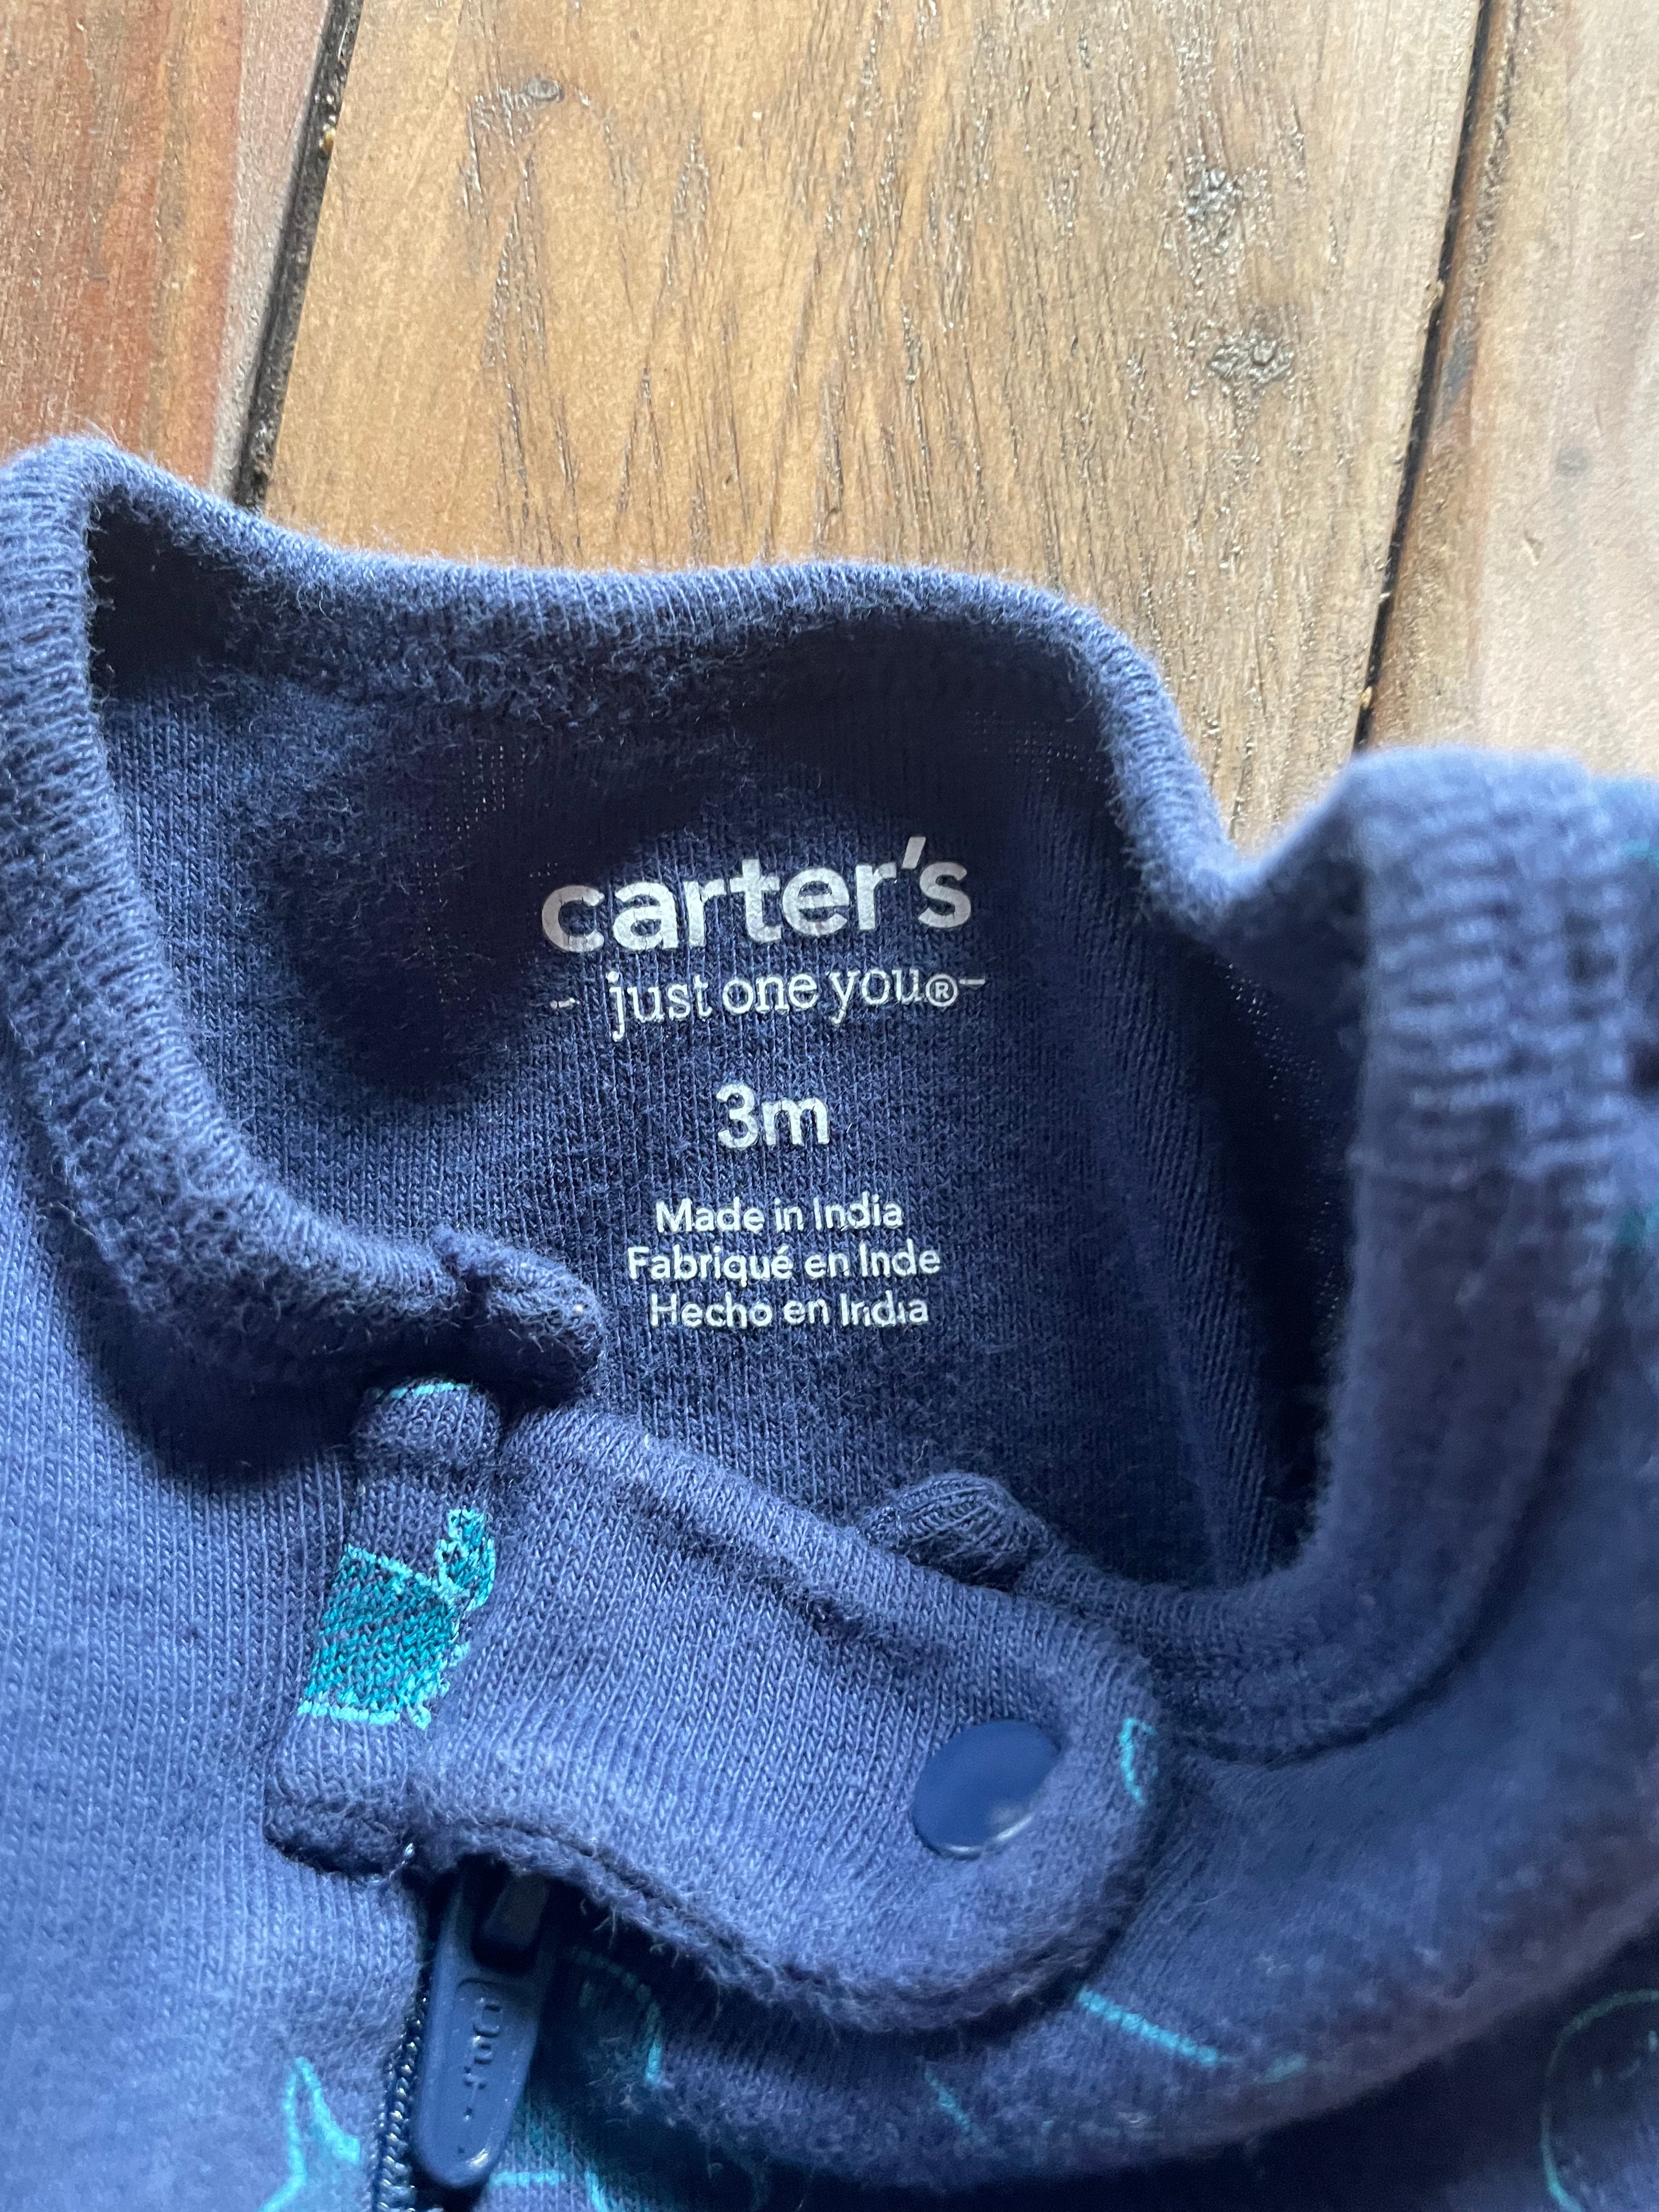 carter's
- just one you® -
3m
Made in India
Fabriqué en Inde
Hecho en India